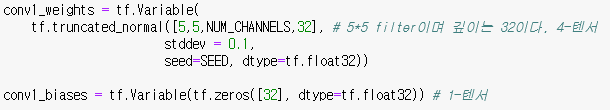 conv1_weights = tf.Variable(
    tf.truncated_normal([5,5,NUM_CHANNELS,32], # 5*5 filter이며 깊이는 32이다, 4-텐서
                        stddev = 0.1,
                        seed=SEED, dtype=tf.float32))

conv1_biases = tf.Variable(tf.zeros([32], dtype=tf.float32)) # 1-텐서